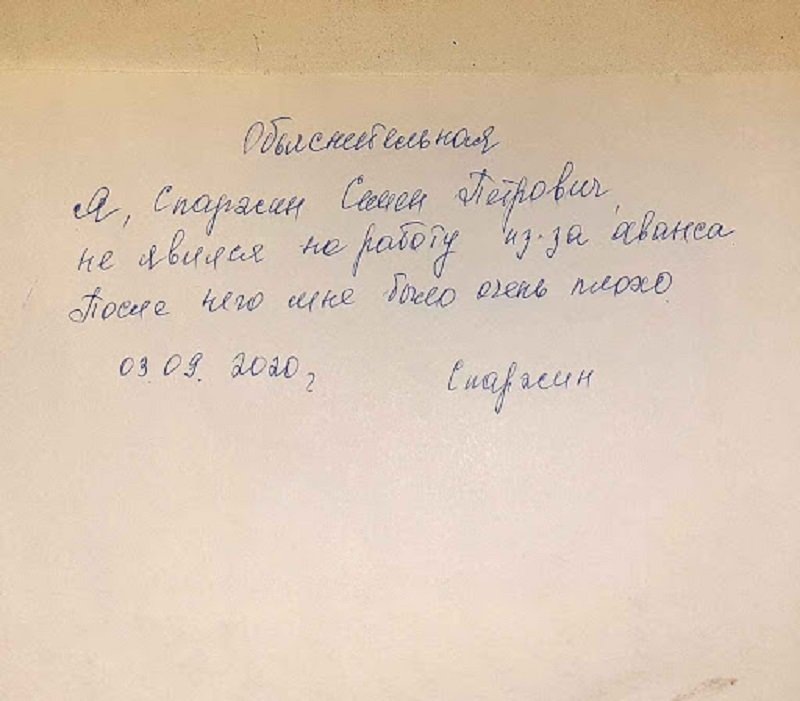 Объяснительная
Я, Спаржин Семен Петрович,
не явился на работу из-за аванса
После него мне было очень плохо.
03.09.2020г Спаржин